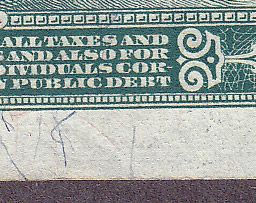 ALL TAXES AND
AND ALSO FOR
IVIDUALS COR-
PUBLIC DEBT